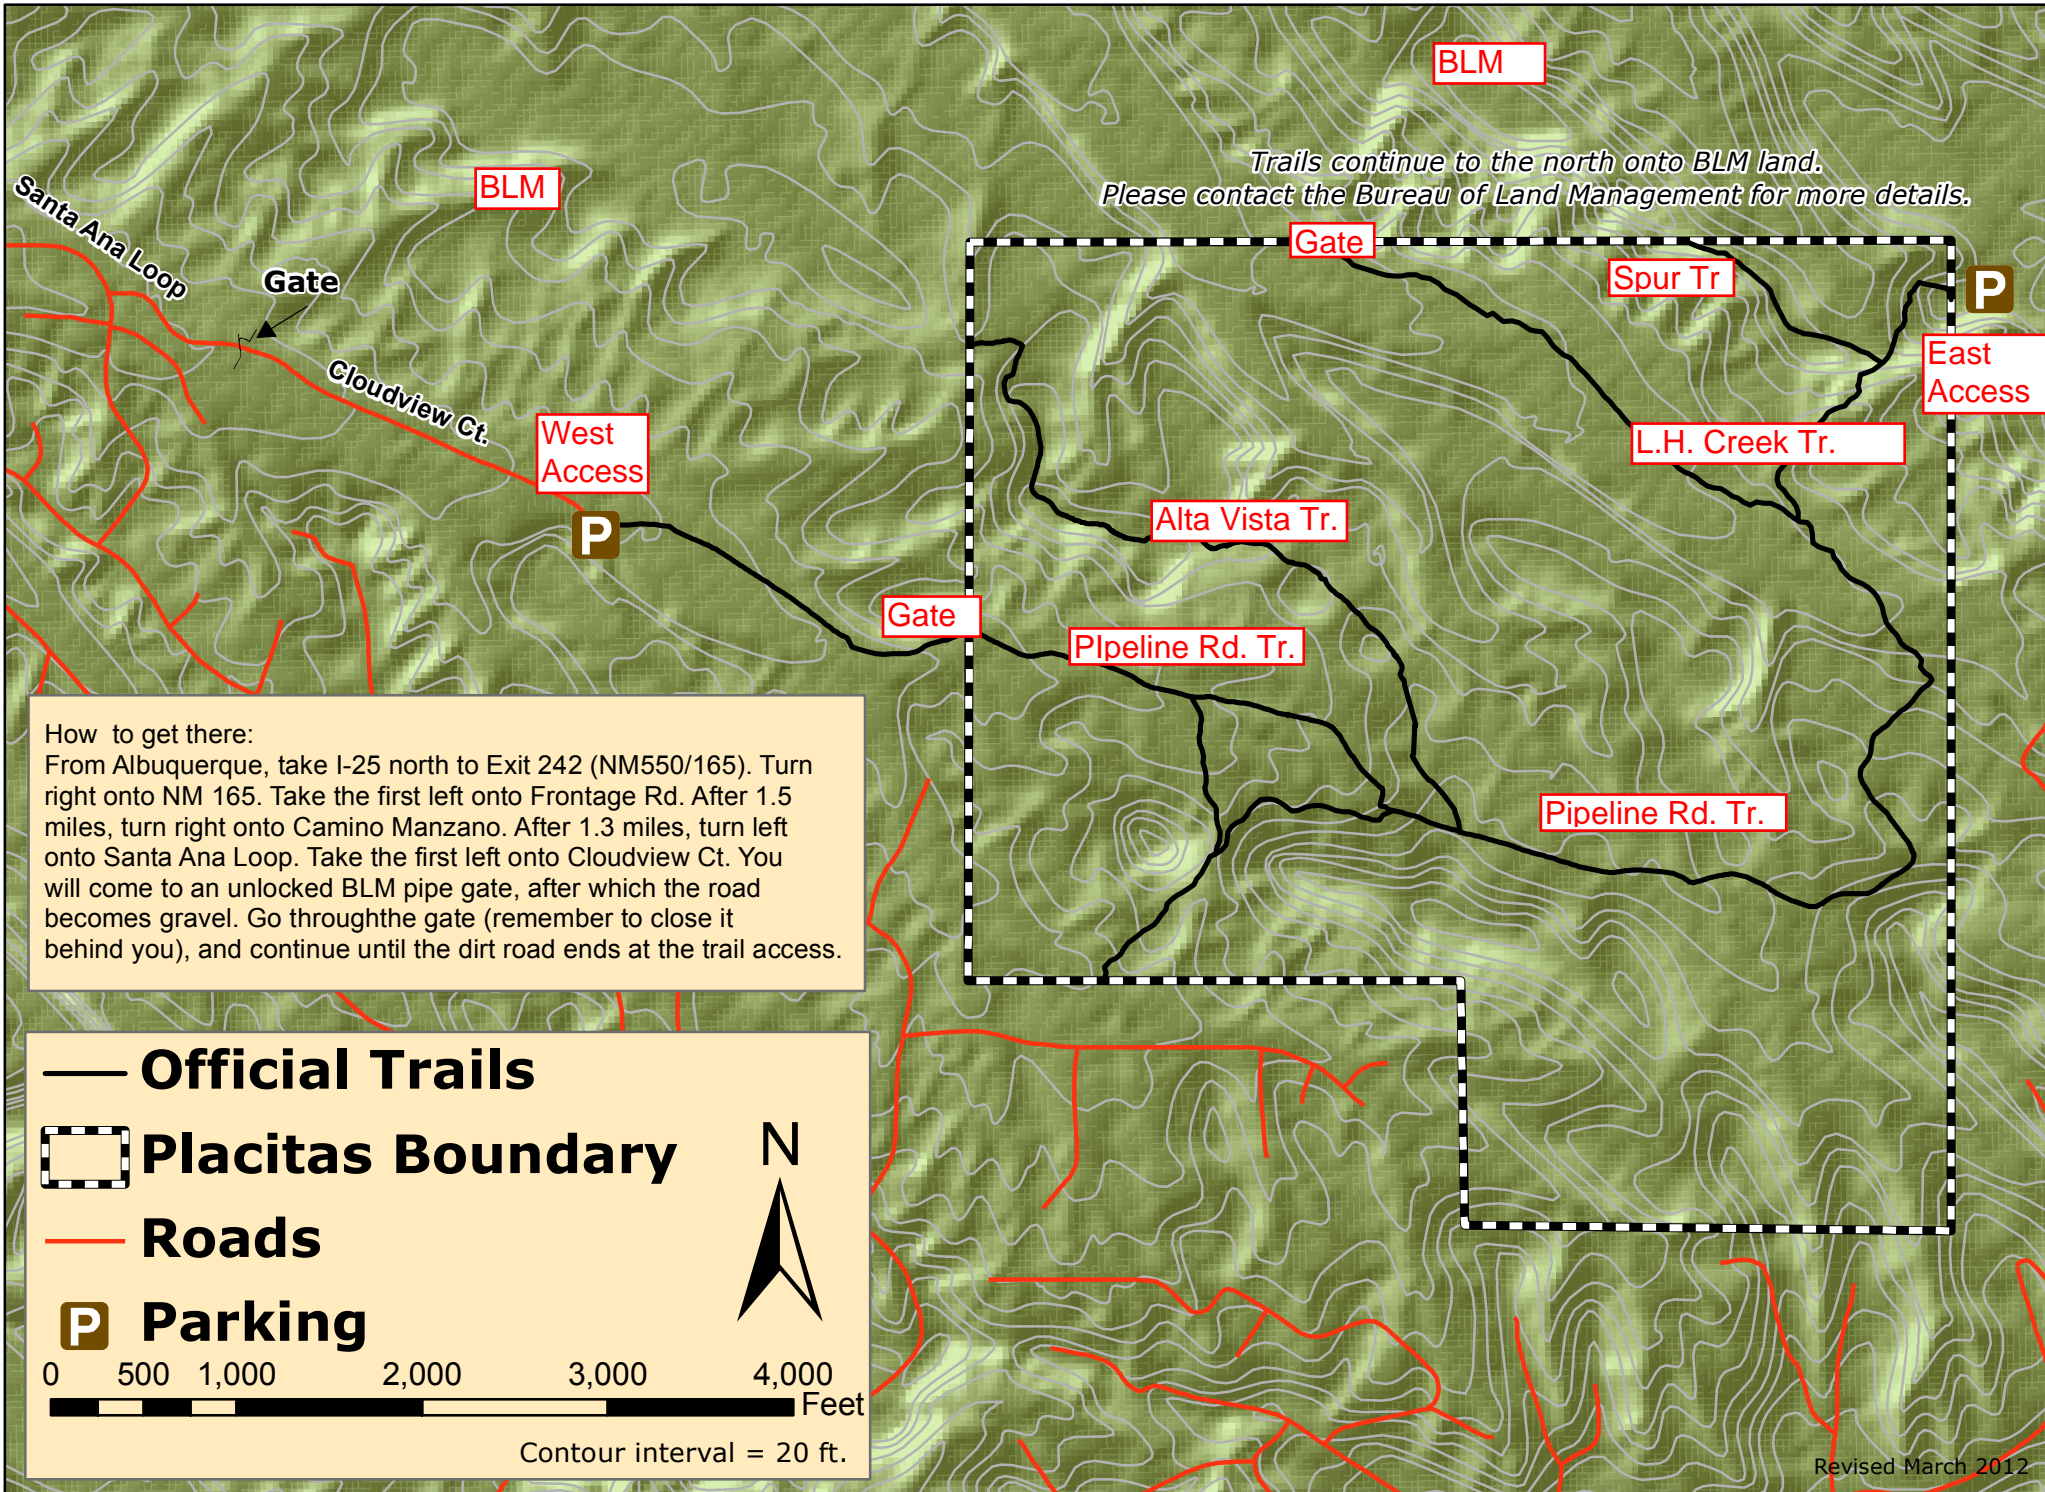 BLM
Trails continue to the north onto BLM land.
Please contact the Bureau of Land Management for more details.
BLM
Santa Ana Loop
Gate
Gate
Spur Tr
P
East
Access
Cloudview Ct.
West
Access
L.H. Creek Tr.
P
Alta Vista Tr.
Gate
PIpeline Rd. Tr.
Pipeline Rd. Tr.
How to get there:
From Albuquerque, take I-25 north to Exit 242 (NM550/165). Turn
right onto NM 165. Take the first left onto Frontage Rd. After 1.5
miles, turn right onto Camino Manzano. After 1.3 miles, turn left
onto Santa Ana Loop. Take the first left onto Cloudview Ct. You
will come to an unlocked BLM pipe gate, after which the road
becomes gravel. Go throughthe gate (remember to close it
behind you), and continue until the dirt road ends at the trail access.
Official Trails
Placitas Boundary
N
Roads
P Parking
0 500 1,000 2,000 3,000 4,000
Feet
Contour interval = 20 ft.
Revised March 2012